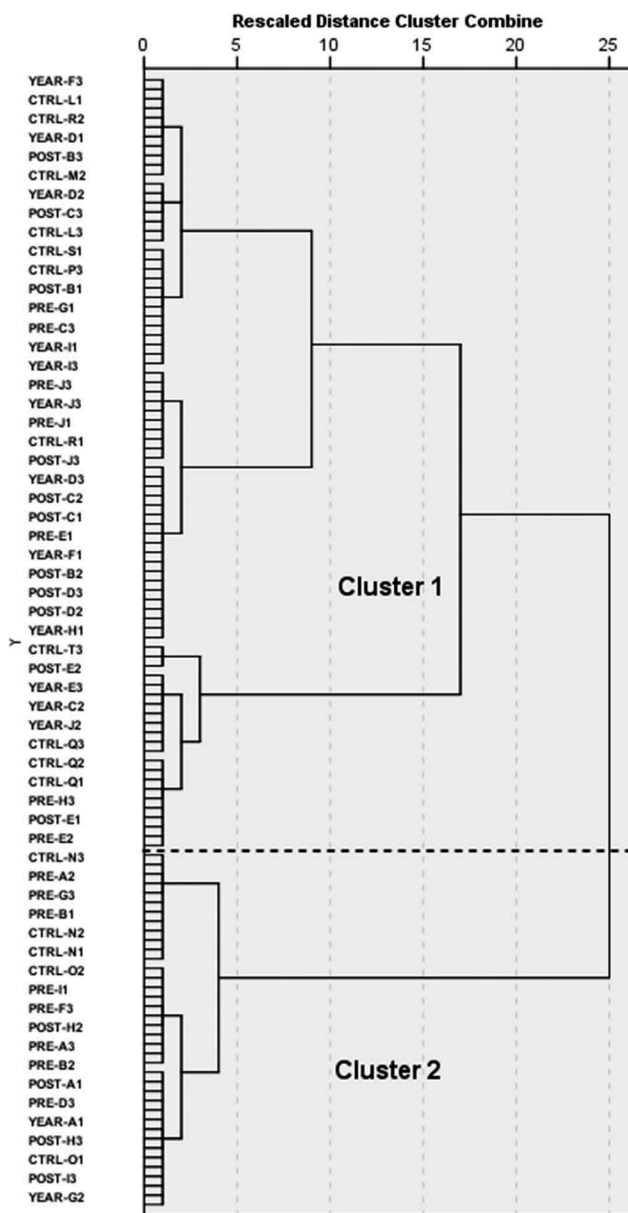 Rescaled Distance Cluster Combine
0 5 10 15 20 25
YEAR-F3
CTRL-L1
CTRL-R2
YEAR-D1
POST-B3
CTRL-M2
YEAR-D2
POST-C3
CTRL-L3
CTRL-S1
CTRL-P3
POST-B1
PRE-G1
PRE-C3
YEAR-I1
YEAR-I3
PRE-J3
YEAR-J3
PRE-J1
CTRL-R1
POST-J3
YEAR-D3
POST-C2
POST-C1
PRE-E1
YEAR-F1
POST-B2
Cluster 1
POST-D3
POST-D2
YEAR-H1
Y
CTRL-T3
POST-E2
YEAR-E3
YEAR-C2
YEAR-J2
CTRL-Q3
CTRL-Q2
CTRL-Q1
PRE-H3
POST-E1
PRE-E2
CTRL-N3
PRE-A2
PRE-G3
PRE-B1
CTRL-N2
CTRL-N1
CTRL-O2
PRE-I1
PRE-F3
POST-H2
PRE-A3
PRE-B2
Cluster 2
POST-A1
PRE-D3
YEAR-A1
POST-H3
CTRL-O1
POST-I3
YEAR-G2